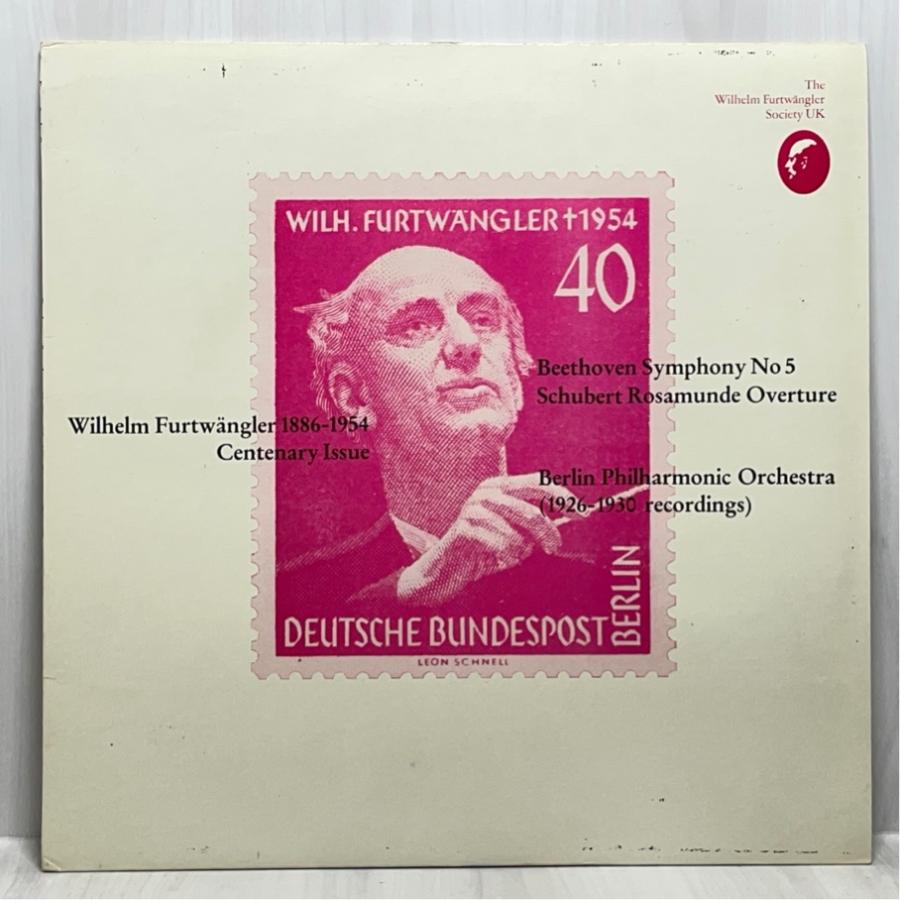 The
Wilhelm Furtwängler
Society UK
WILH. FURTWÄNGLER † 1954
40
Beethoven Symphony No 5
Schubert Rosamunde Overture
Wilhelm Furtwängler 1886-1954
Centenary Issue
Berlin Philharmonic Orchestra
(1926-1930 recordings)
BERLIN
DEUTSCHE BUNDESPOST
LEON SCHNELL